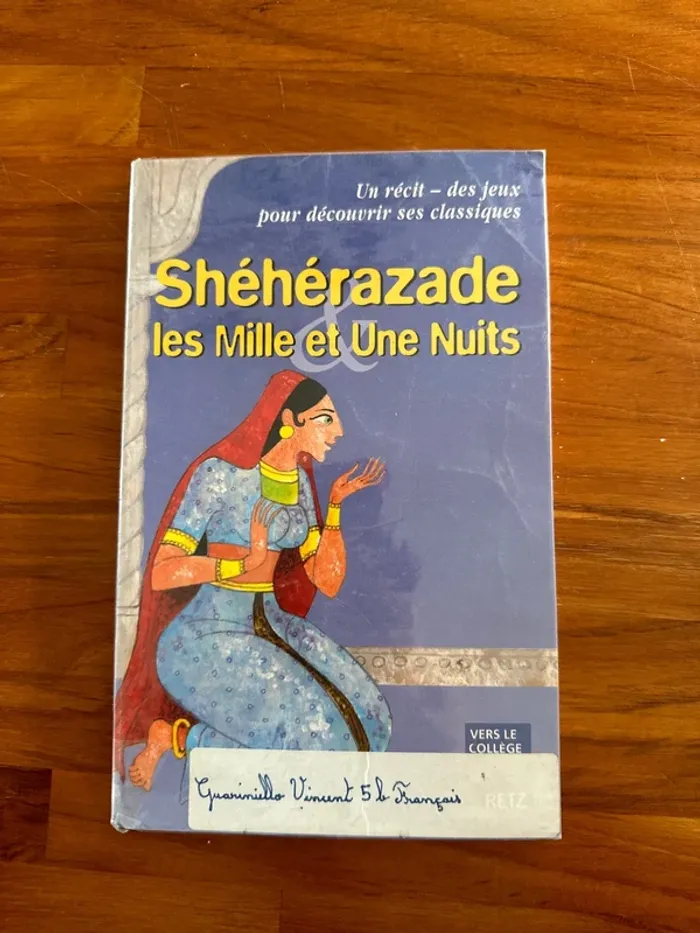 Un récit – des jeux
pour découvrir ses classiques
Shéhérazade
&
les Mille et Une Nuits
VERS LE
COLLÈGE
Guariniello Vincent 5 b Français
RETZ